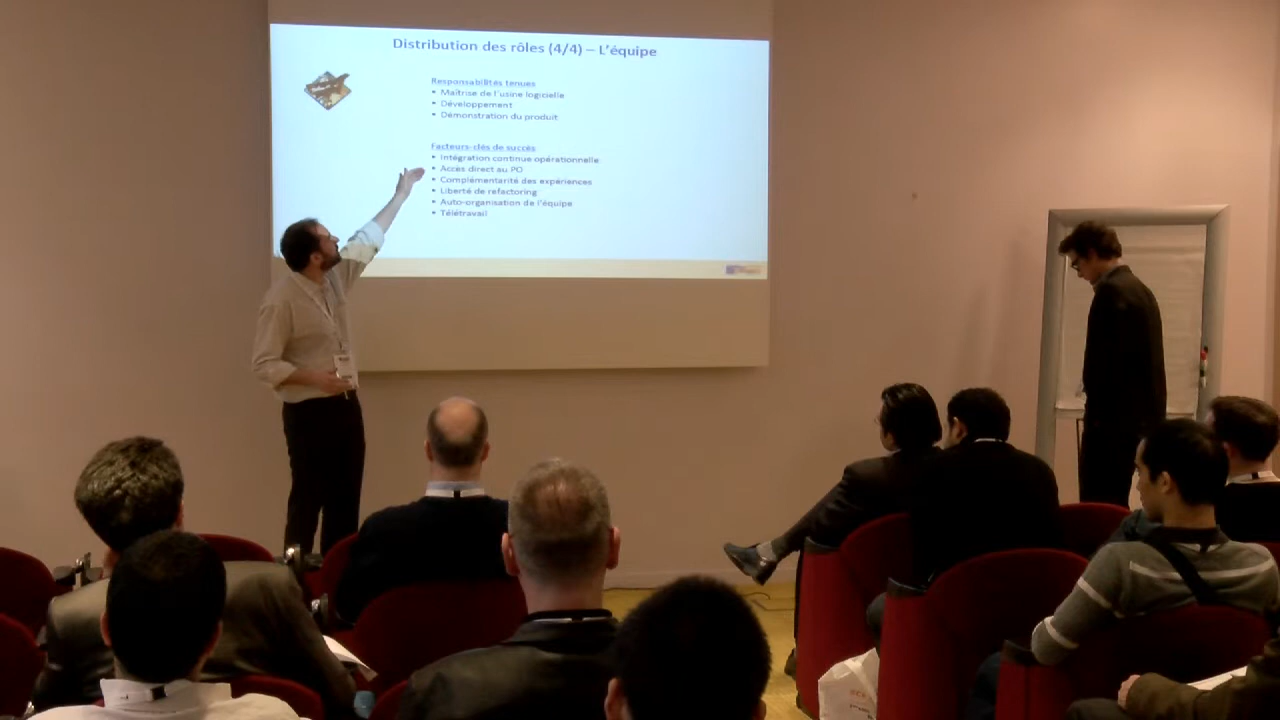 Distribution des rôles (4/4) – L'équipe
Responsabilités tenues
▪ Maîtrise de l'usine logicielle
▪ Développement
▪ Démonstration du produit
Facteurs-clés de succès
▪ Intégration continue opérationnelle
▪ Accès direct au PO
▪ Complémentarité des expériences
▪ Liberté de refactoring
▪ Auto-organisation de l'équipe
▪ Télétravail